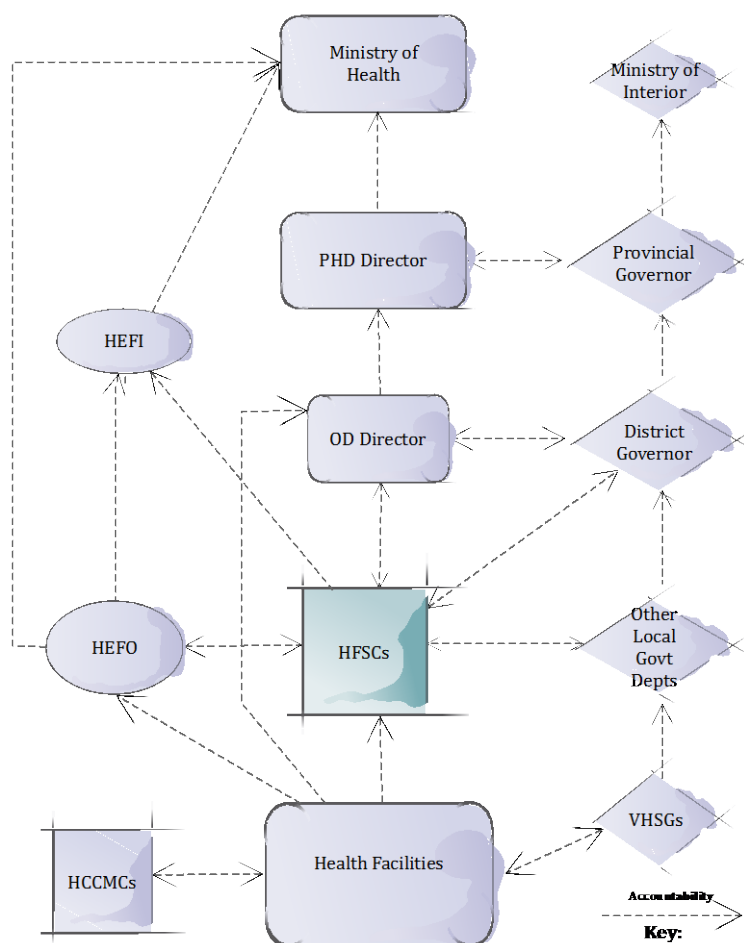 Ministry of
Health
Ministry of
Interior
PHD Director
Provincial
Governor
HEFI
OD Director
District
Governor
HEFO
HFSCs
Other
Local
Govt
Depts
HCCMCs
Health Facilities
VHSGs
Accountability
Key: